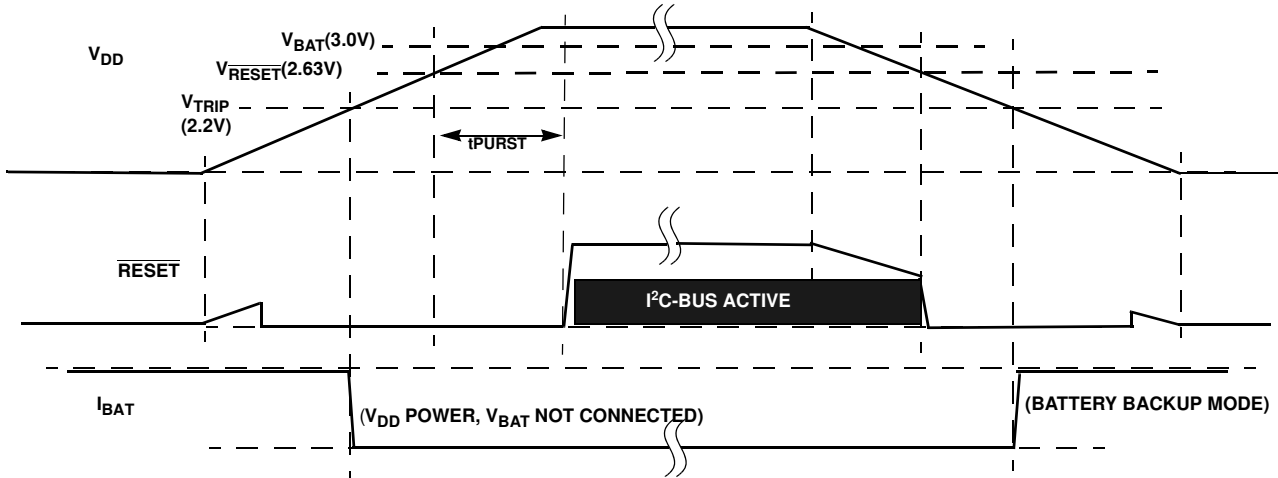 VBAT(3.0V)
VDD
VRESET(2.63V)
VTRIP
(2.2V)
tPURST
RESET
I²C-BUS ACTIVE
IBAT
(VDD POWER, VBAT NOT CONNECTED)
(BATTERY BACKUP MODE)